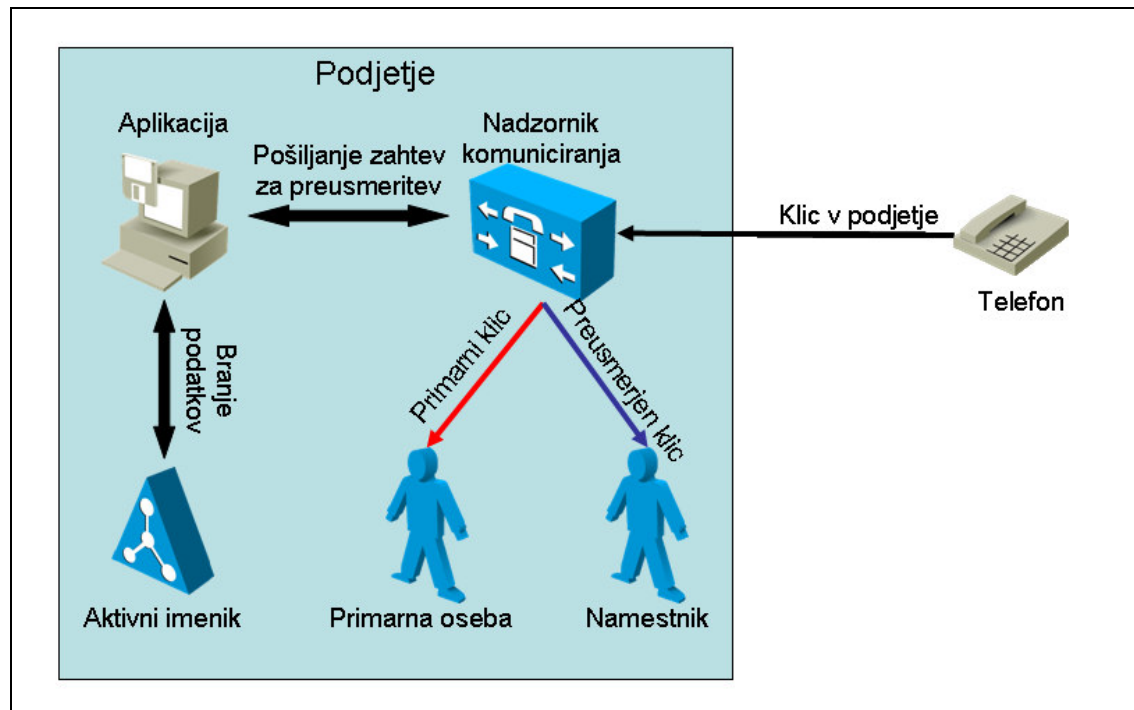 Podjetje
Aplikacija
Nadzornik
komuniciranja
Pošiljanje zahtev
za preusmeritev
Klic v podjetje
Telefon
Branje
podatkov
Primarni klic
Preusmerjen klic
Aktivni imenik
Primarna oseba
Namestnik